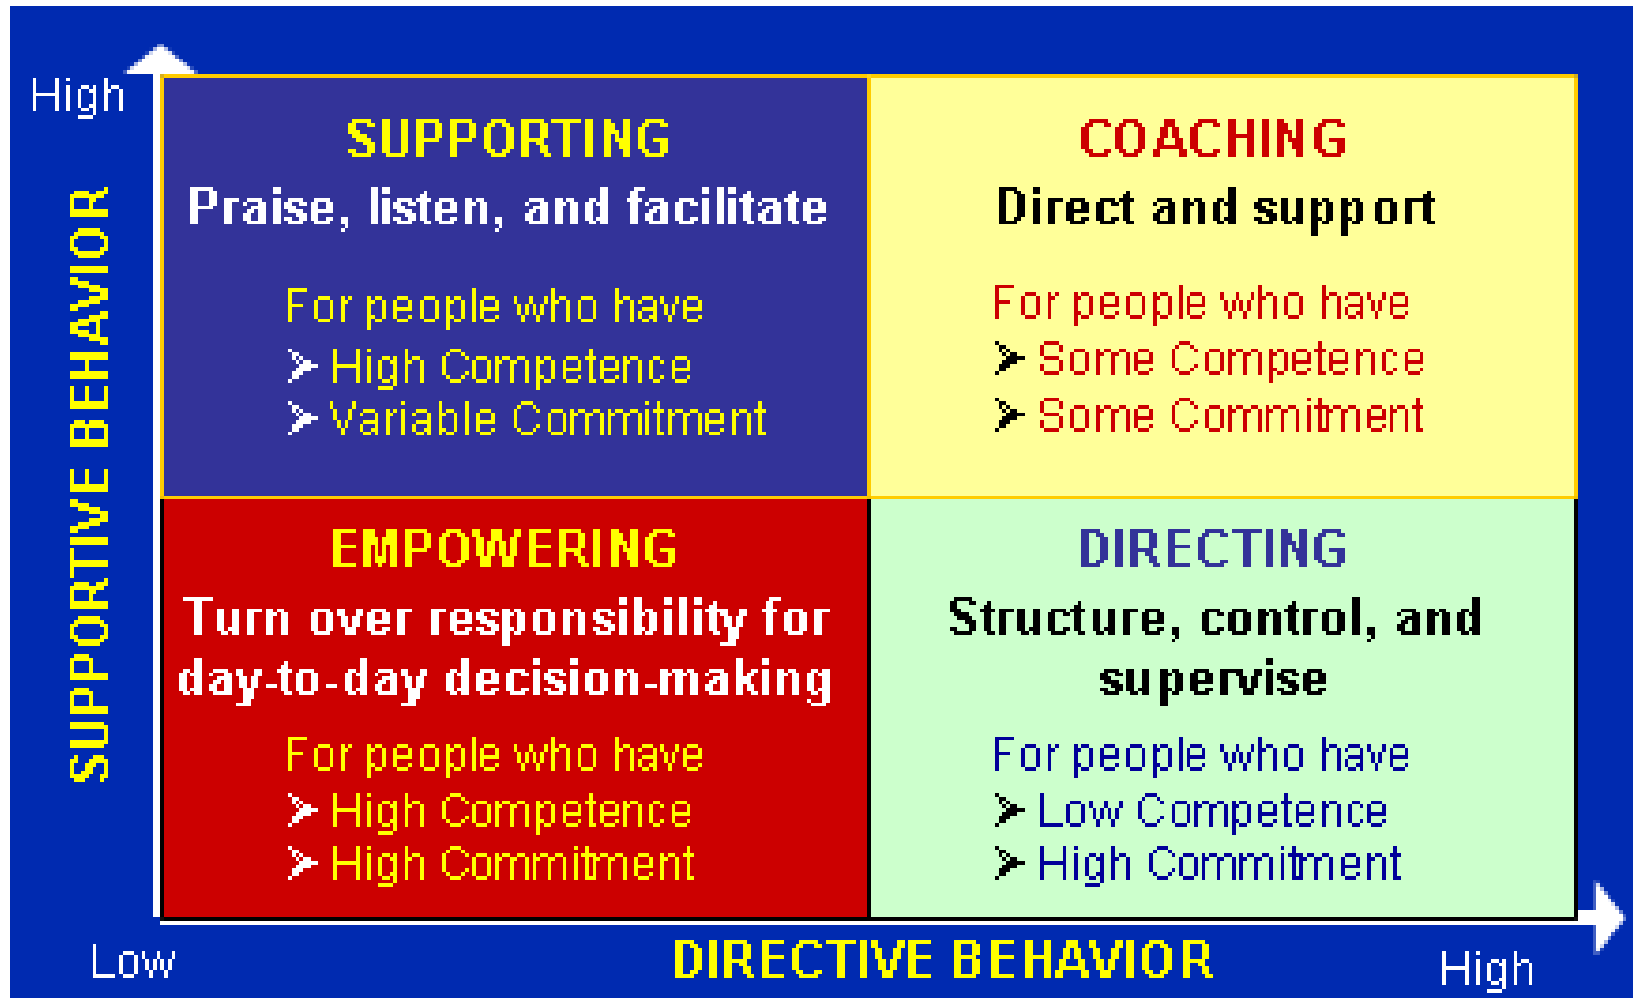 High
SUPPORTIVE BEHAVIOR
SUPPORTING
Praise, listen, and facilitate
For people who have
➢ High Competence
➢ Variable Commitment
COACHING
Direct and support
For people who have
➢ Some Competence
➢ Some Commitment
EMPOWERING
Turn over responsibility for
day-to-day decision-making
For people who have
➢ High Competence
➢ High Commitment
DIRECTING
Structure, control, and
supervise
For people who have
➢ Low Competence
➢ High Commitment
Low
DIRECTIVE BEHAVIOR
High